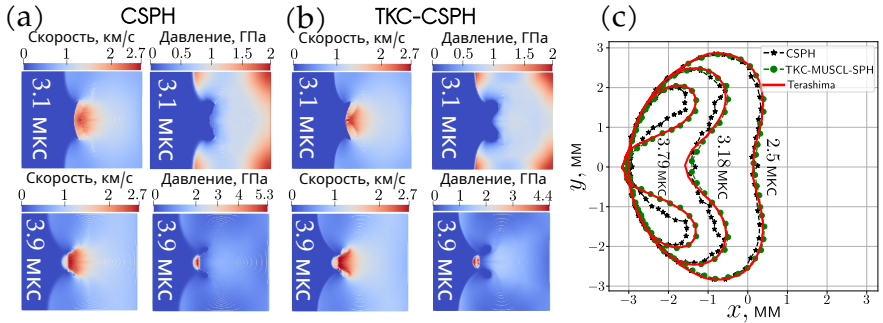 (a) CSPH (b) TKC-CSPH (c)
Скорость, км/с Давление, ГПа Скорость, км/с Давление, ГПа
0 1 2 2.7 0 0.5 1 1.5 2 0 1 2 2.7 0 0.5 1 1.5 2
3.1 мкс 3.1 мкс 3.1 мкс 3.1 мкс
Скорость, км/с Давление, ГПа Скорость, км/с Давление, ГПа
0 1 2 2.7 0 2 4 5.3 0 1 2 2.7 0 1 2 3 4.4
3.9 мкс 3.9 мкс 3.9 мкс 3.9 мкс
CSPH
TKC-MUSCL-SPH
Terashima
3.79 мкс
3.18 мкс
2.5 мкс
y, мм
3
2
1
0
−1
−2
−3
−3 −2 −1 0 1 2 3
x, мм